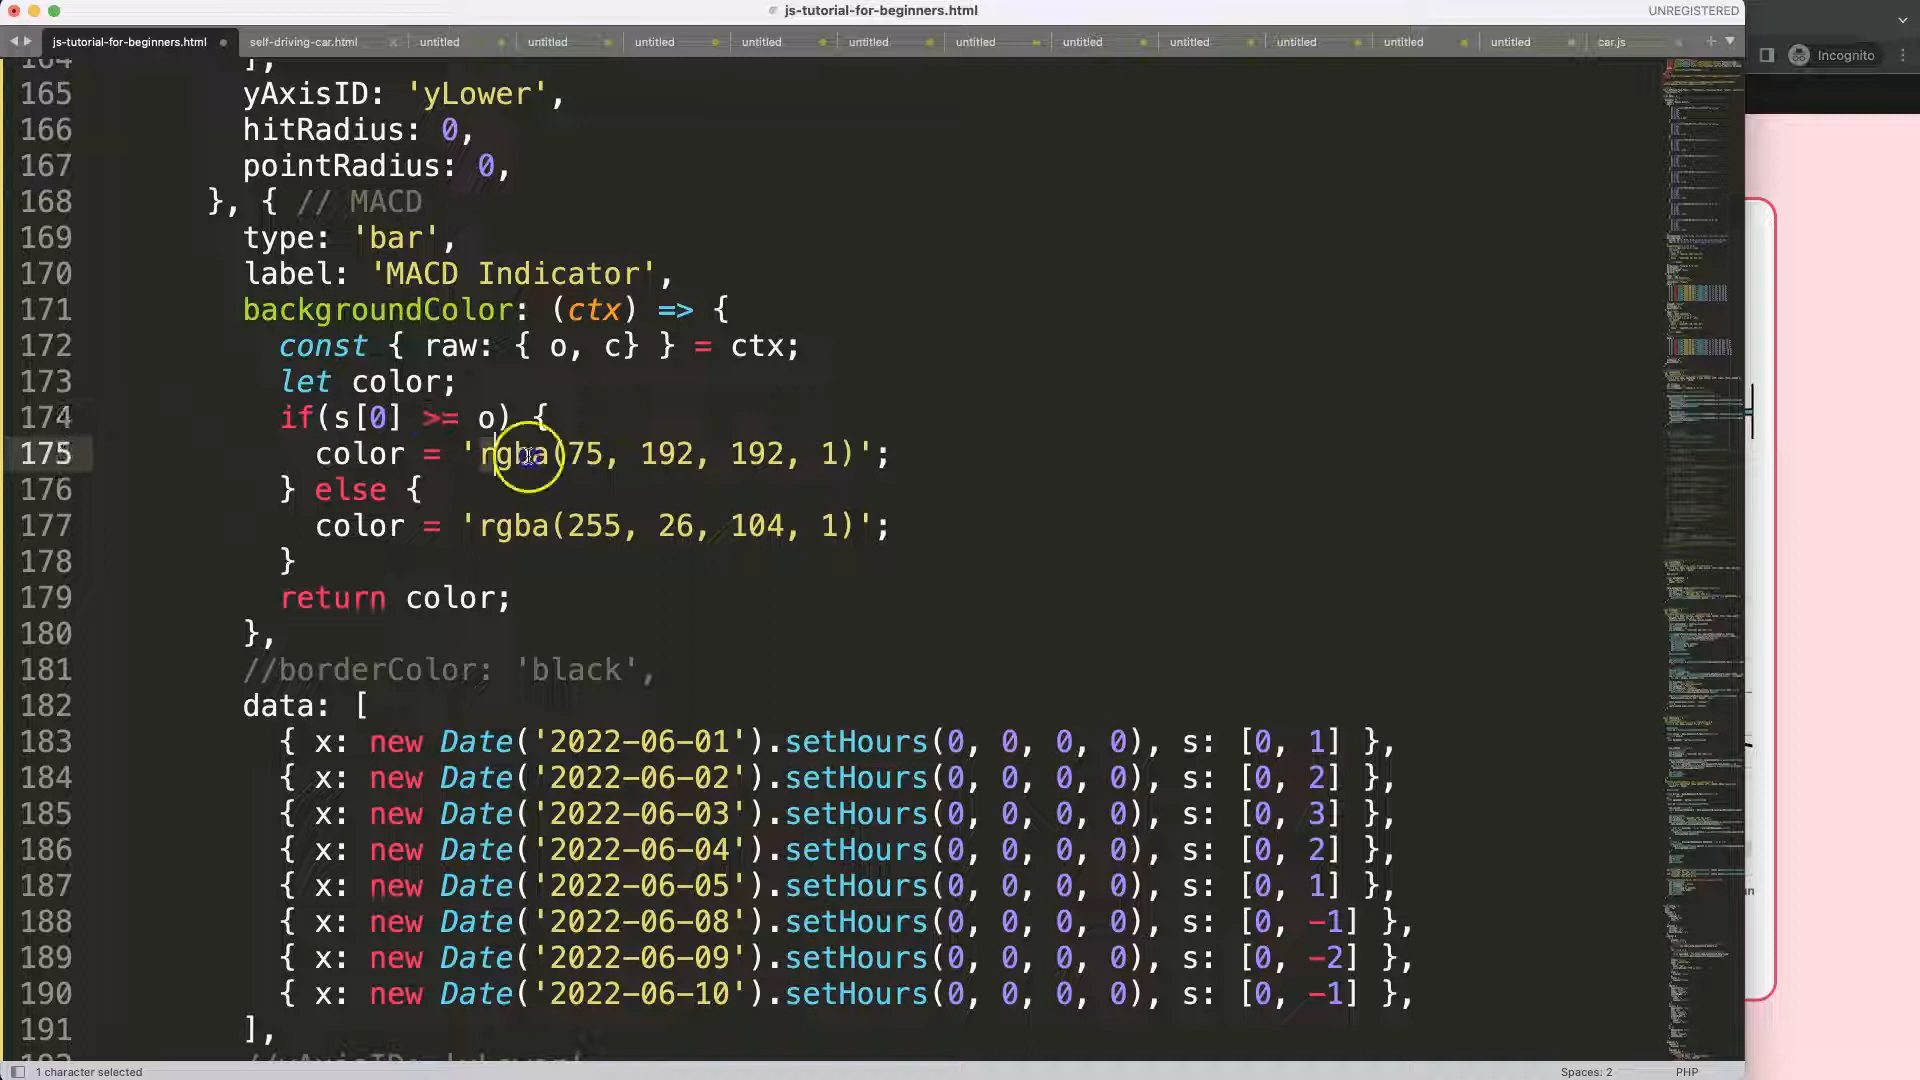 js-tutorial-for-beginners.html
UNREGISTERED
js-tutorial-for-beginners.html self-driving-car.html untitled untitled untitled untitled untitled untitled untitled untitled untitled untitled untitled car.js
Incognito
164 ],
165 yAxisID: 'yLower',
166 hitRadius: 0,
167 pointRadius: 0,
168 }, { // MACD
169 type: 'bar',
170 label: 'MACD Indicator',
171 backgroundColor: (ctx) => {
172 const { raw: { o, c} } = ctx;
173 let color;
174 if(s[0] >= o) {
175 color = 'rgba(75, 192, 192, 1)';
176 } else {
177 color = 'rgba(255, 26, 104, 1)';
178 }
179 return color;
180 },
181 //borderColor: 'black',
182 data: [
183 { x: new Date('2022-06-01').setHours(0, 0, 0, 0), s: [0, 1] },
184 { x: new Date('2022-06-02').setHours(0, 0, 0, 0), s: [0, 2] },
185 { x: new Date('2022-06-03').setHours(0, 0, 0, 0), s: [0, 3] },
186 { x: new Date('2022-06-04').setHours(0, 0, 0, 0), s: [0, 2] },
187 { x: new Date('2022-06-05').setHours(0, 0, 0, 0), s: [0, 1] },
188 { x: new Date('2022-06-08').setHours(0, 0, 0, 0), s: [0, -1] },
189 { x: new Date('2022-06-09').setHours(0, 0, 0, 0), s: [0, -2] },
190 { x: new Date('2022-06-10').setHours(0, 0, 0, 0), s: [0, -1] },
191 ],
1 character selected
Spaces: 2
PHP